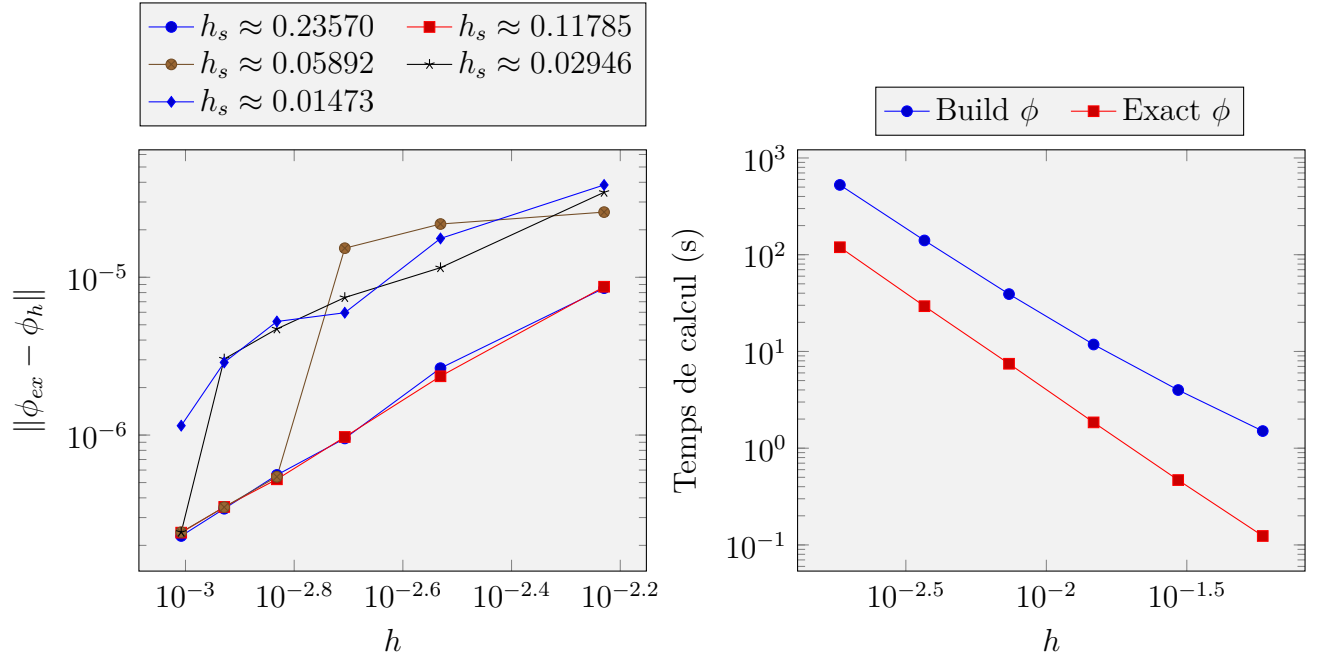 h_s ≈ 0.23570 h_s ≈ 0.11785
h_s ≈ 0.05892 h_s ≈ 0.02946
h_s ≈ 0.01473
10^{-5}
10^{-6}
‖ϕ_{ex} − ϕ_h‖
10^{-3} 10^{-2.8} 10^{-2.6} 10^{-2.4} 10^{-2.2}
h
Build ϕ Exact ϕ
10^3
10^2
10^1
10^0
10^{-1}
Temps de calcul (s)
10^{-2.5} 10^{-2} 10^{-1.5}
h